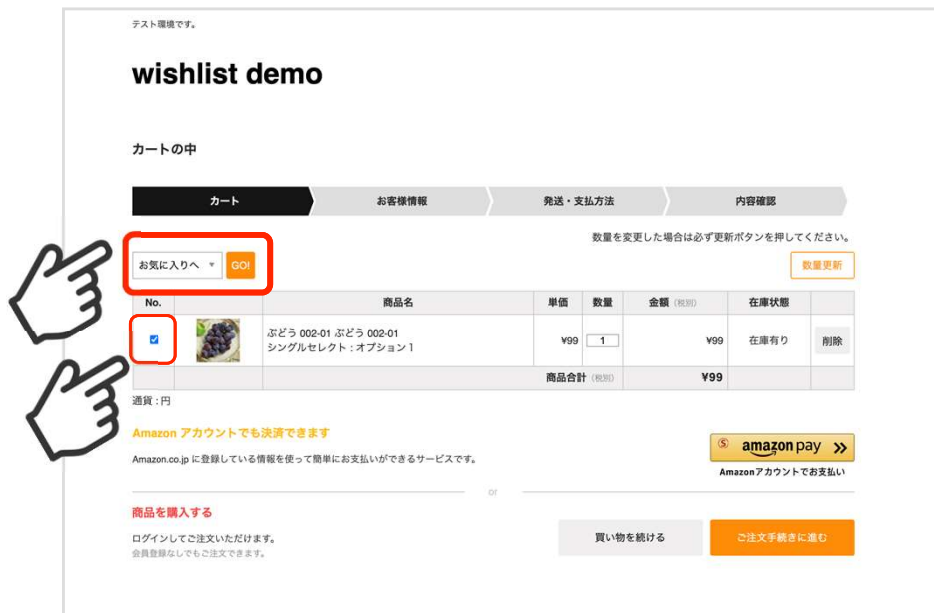 テスト環境です。
wishlist demo
カートの中
カート
お客様情報
発送・支払方法
内容確認
数量を変更した場合は必ず更新ボタンを押してください。
お気に入りへ ▼ GO!
数量更新
No. 商品名 単価 数量 金額 (税別) 在庫状態
ぶどう 002-01 ぶどう 002-01
シングルセレクト : オプション 1
¥99 1 ¥99 在庫有り 削除
商品合計 (税別) ¥99
通貨 : 円
Amazon アカウントでも決済できます
Amazon.co.jp に登録している情報を使って簡単にお支払いができるサービスです。
S amazon pay
Amazonアカウントでお支払い
or
商品を購入する
ログインしてご注文いただけます。
会員登録なしでもご注文できます。
買い物を続ける
ご注文手続きに進む